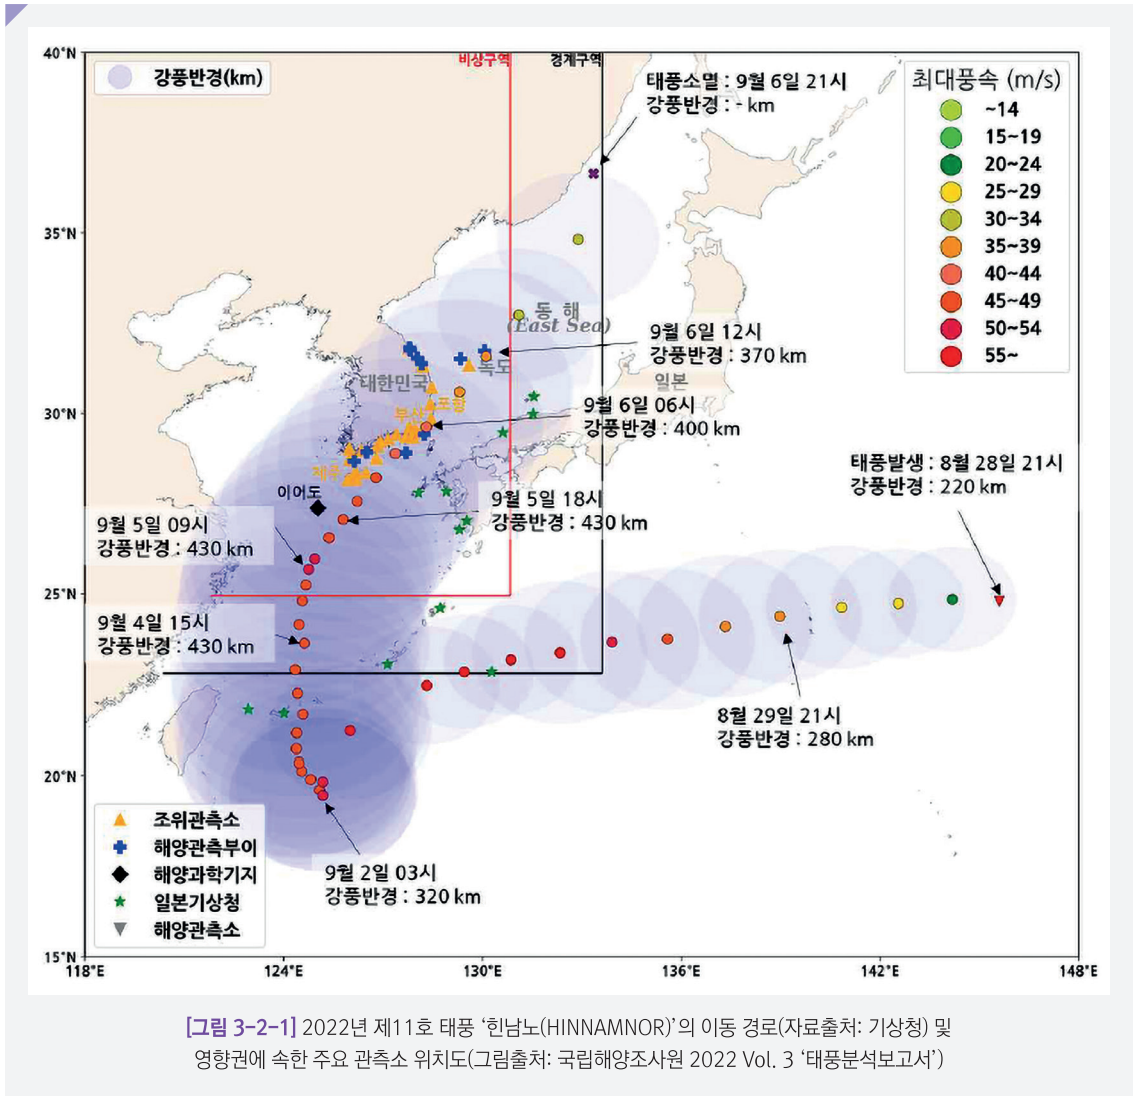 40°N
35°N
30°N
25°N
20°N
15°N
118°E
124°E
130°E
136°E
142°E
148°E
강풍반경(km)
비상구역
경계구역
태풍소멸 : 9월 6일 21시
강풍반경 : - km
최대풍속 (m/s)
~14
15~19
20~24
25~29
30~34
35~39
40~44
45~49
50~54
55~
동 해
(East Sea)
9월 6일 12시
강풍반경 : 370 km
독도
대한민국
일본
포항
부산
9월 6일 06시
강풍반경 : 400 km
제주
이어도
9월 5일 18시
강풍반경 : 430 km
태풍발생 : 8월 28일 21시
강풍반경 : 220 km
9월 5일 09시
강풍반경 : 430 km
9월 4일 15시
강풍반경 : 430 km
8월 29일 21시
강풍반경 : 280 km
조위관측소
해양관측부이
해양과학기지
일본기상청
해양관측소
9월 2일 03시
강풍반경 : 320 km
[그림 3-2-1] 2022년 제11호 태풍 ‘힌남노(HINNAMNOR)’의 이동 경로(자료출처: 기상청) 및
영향권에 속한 주요 관측소 위치도(그림출처: 국립해양조사원 2022 Vol. 3 ‘태풍분석보고서’)